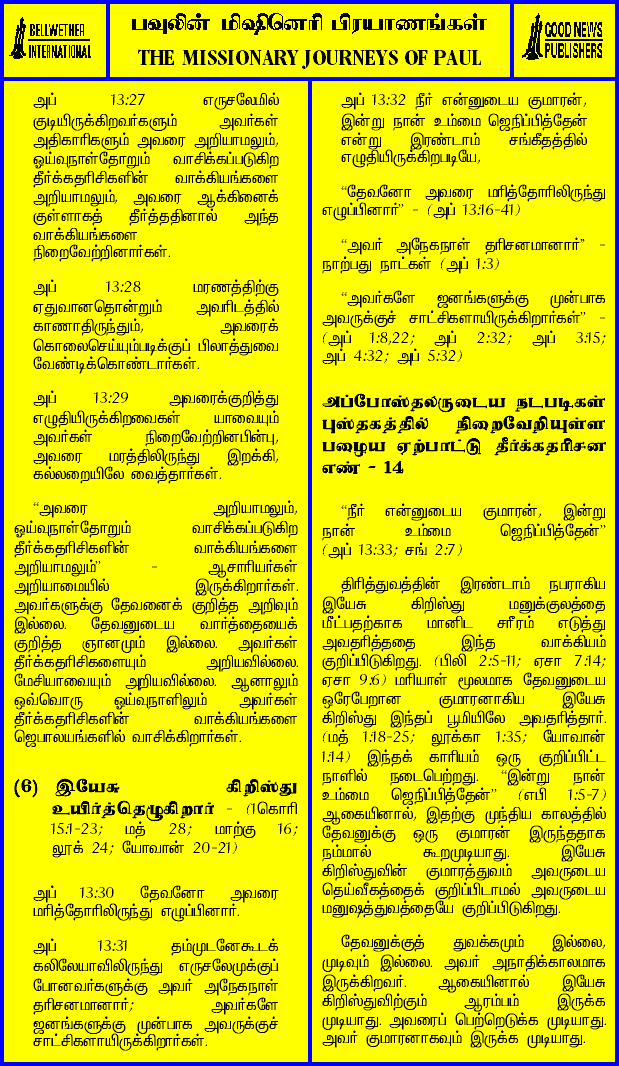 BELLWETHER
INTERNATIONAL
பவுலின் மிஷினெரி பிரயாணங்கள்
THE MISSIONARY JOURNEYS OF PAUL
GOOD NEWS
PUBLISHERS
அப் 13:27 எருசலேமில்
குடியிருக்கிறவர்களும் அவர்கள்
அதிகாரிகளும் அவரை அறியாமலும்,
ஓய்வுநாள்தோறும் வாசிக்கப்படுகிற
தீர்க்கதரிசிகளின் வாக்கியங்களை
அறியாமலும், அவரை ஆக்கினைக்
குள்ளாகத் தீர்த்ததினால் அந்த
வாக்கியங்களை
நிறைவேற்றினார்கள்.
அப் 13:28 மரணத்திற்கு
ஏதுவானதொன்றும் அவரிடத்தில்
காணாதிருந்தும், அவரைக்
கொலைசெய்யும்படிக்குப் பிலாத்துவை
வேண்டிக்கொண்டார்கள்.
அப் 13:29 அவரைக்குறித்து
எழுதியிருக்கிறவைகள் யாவையும்
அவர்கள் நிறைவேற்றினபின்பு,
அவரை மரத்திலிருந்து இறக்கி,
கல்லறையிலே வைத்தார்கள்.
“அவரை அறியாமலும்,
ஓய்வுநாள்தோறும் வாசிக்கப்படுகிற
தீர்க்கதரிசிகளின் வாக்கியங்களை
அறியாமலும்” - ஆசாரியர்கள்
அறியாமையில் இருக்கிறார்கள்.
அவர்களுக்கு தேவனைக் குறித்த அறிவும்
இல்லை. தேவனுடைய வார்த்தையைக்
குறித்த ஞானமும் இல்லை. அவர்கள்
தீர்க்கதரிசிகளையும் அறியவில்லை.
மேசியாவையும் அறியவில்லை. ஆனாலும்
ஒவ்வொரு ஓய்வுநாளிலும் அவர்கள்
தீர்க்கதரிசிகளின் வாக்கியங்களை
ஜெபாலயங்களில் வாசிக்கிறார்கள்.
(6) இயேசு கிறிஸ்து
உயிர்த்தெழுகிறார் - (1கொரி
15:1-23; மத் 28; மாற்கு 16;
லூக் 24; யோவான் 20-21)
அப் 13:30 தேவனோ அவரை
மரித்தோரிலிருந்து எழுப்பினார்.
அப் 13:31 தம்முடனேகூடக்
கலிலேயாவிலிருந்து எருசலேமுக்குப்
போனவர்களுக்கு அவர் அநேகநாள்
தரிசனமானார்; அவர்களே
ஜனங்களுக்கு முன்பாக அவருக்குச்
சாட்சிகளாயிருக்கிறார்கள்.
அப் 13:32 நீர் என்னுடைய குமாரன்,
இன்று நான் உம்மை ஜெநிப்பித்தேன்
என்று இரண்டாம் சங்கீதத்தில்
எழுதியிருக்கிறபடியே,
“தேவனோ அவரை மரித்தோரிலிருந்து
எழுப்பினார்” - (அப் 13:16-41)
“அவர் அநேகநாள் தரிசனமானார்” -
நாற்பது நாட்கள் (அப் 1:3)
“அவர்களே ஜனங்களுக்கு முன்பாக
அவருக்குச் சாட்சிகளாயிருக்கிறார்கள்” -
(அப் 1:8,22; அப் 2:32; அப் 3:15;
அப் 4:32; அப் 5:32)
அப்போஸ்தலருடைய நடபடிகள்
புஸ்தகத்தில் நிறைவேறியுள்ள
பழைய ஏற்பாட்டு தீர்க்கதரிசன
எண் - 14
“நீர் என்னுடைய குமாரன், இன்று
நான் உம்மை ஜெநிப்பித்தேன்”
(அப் 13:33; சங் 2:7)
திரித்துவத்தின் இரண்டாம் நபராகிய
இயேசு கிறிஸ்து மனுக்குலத்தை
மீட்பதற்காக மானிட சரீரம் எடுத்து
அவதரித்ததை இந்த வாக்கியம்
குறிப்பிடுகிறது. (பிலி 2:5-11; ஏசா 7:14;
ஏசா 9:6) மரியாள் மூலமாக தேவனுடைய
ஒரேபேறான குமாரனாகிய இயேசு
கிறிஸ்து இந்தப் பூமியிலே அவதரித்தார்.
(மத் 1:18-25; லூக்கா 1:35; யோவான்
1:14) இந்தக் காரியம் ஒரு குறிப்பிட்ட
நாளில் நடைபெற்றது. “இன்று நான்
உம்மை ஜெநிப்பித்தேன்” (எபி 1:5-7)
ஆகையினால், இதற்கு முந்திய காலத்தில்
தேவனுக்கு ஒரு குமாரன் இருந்ததாக
நம்மால் கூறமுடியாது. இயேசு
கிறிஸ்துவின் குமாரத்துவம் அவருடைய
தெய்வீகத்தைக் குறிப்பிடாமல் அவருடைய
மனுஷத்துவத்தையே குறிப்பிடுகிறது.
தேவனுக்குத் துவக்கமும் இல்லை,
முடிவும் இல்லை. அவர் அநாதிக்காலமாக
இருக்கிறவர். ஆகையினால் இயேசு
கிறிஸ்துவிற்கும் ஆரம்பம் இருக்க
முடியாது. அவரைப் பெற்றெடுக்க முடியாது.
அவர் குமாரனாகவும் இருக்க முடியாது.